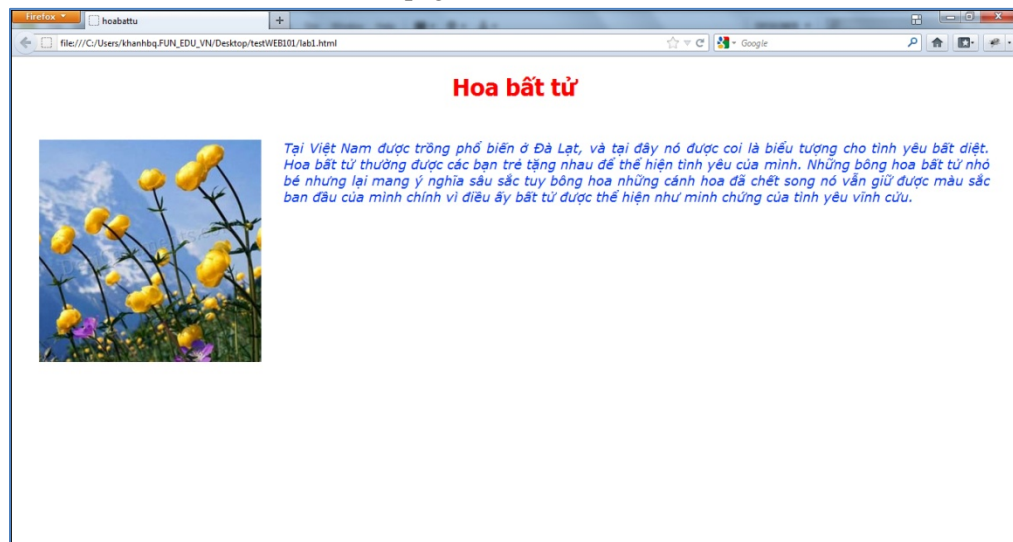 Firefox
hoabattu
file:///C:/Users/khanhbq.FUN_EDU_VN/Desktop/testWEB101/lab1.html
Google
Hoa bất tử
Tại Việt Nam được trồng phổ biến ở Đà Lạt, và tại đây nó được coi là biểu tượng cho tình yêu bất diệt.
Hoa bất tử thường được các bạn trẻ tặng nhau để thể hiện tình yêu của mình. Những bông hoa bất tử nhỏ
bé nhưng lại mang ý nghĩa sâu sắc tuy bông hoa những cánh hoa đã chết song nó vẫn giữ được màu sắc
ban đầu của mình chính vì điều ấy bất tử được thể hiện như minh chứng của tình yêu vĩnh cửu.